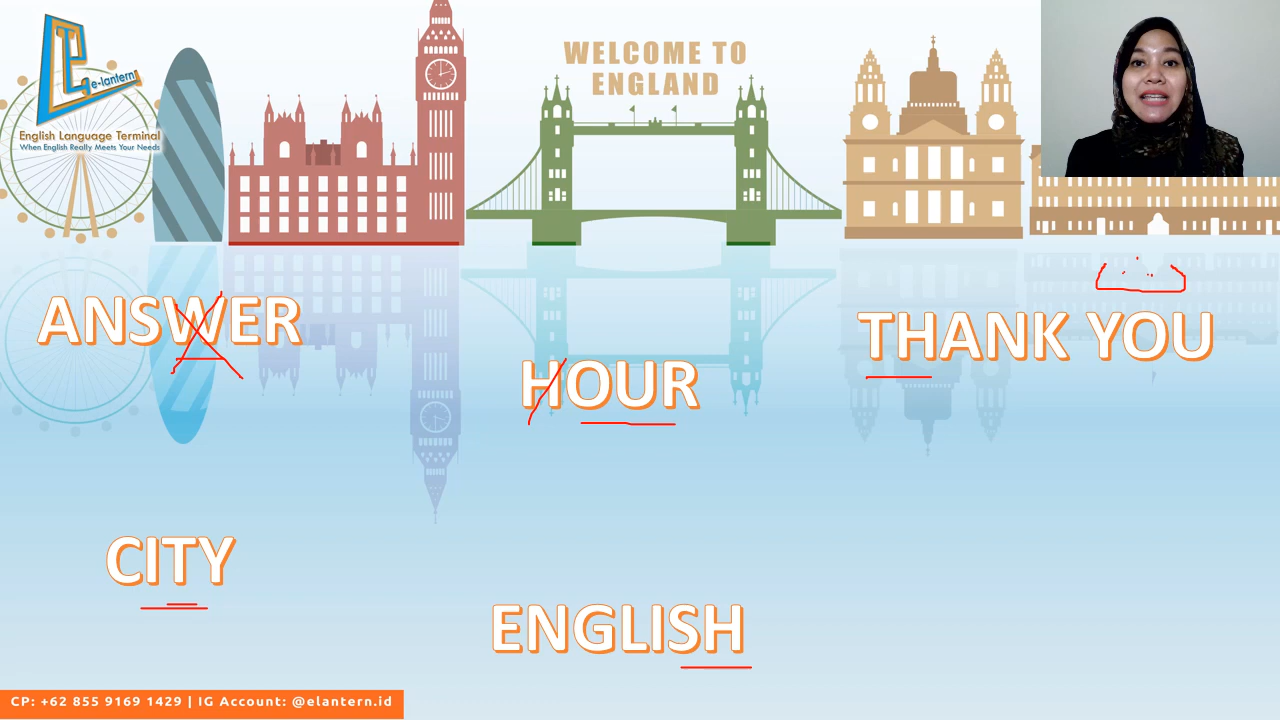 e-lantern
English Language Terminal
When English Really Meets Your Needs
WELCOME TO
ENGLAND
ANSWER
HOUR
THANK YOU
CITY
ENGLISH
CP: +62 855 9169 1429 | IG Account: @elantern.id